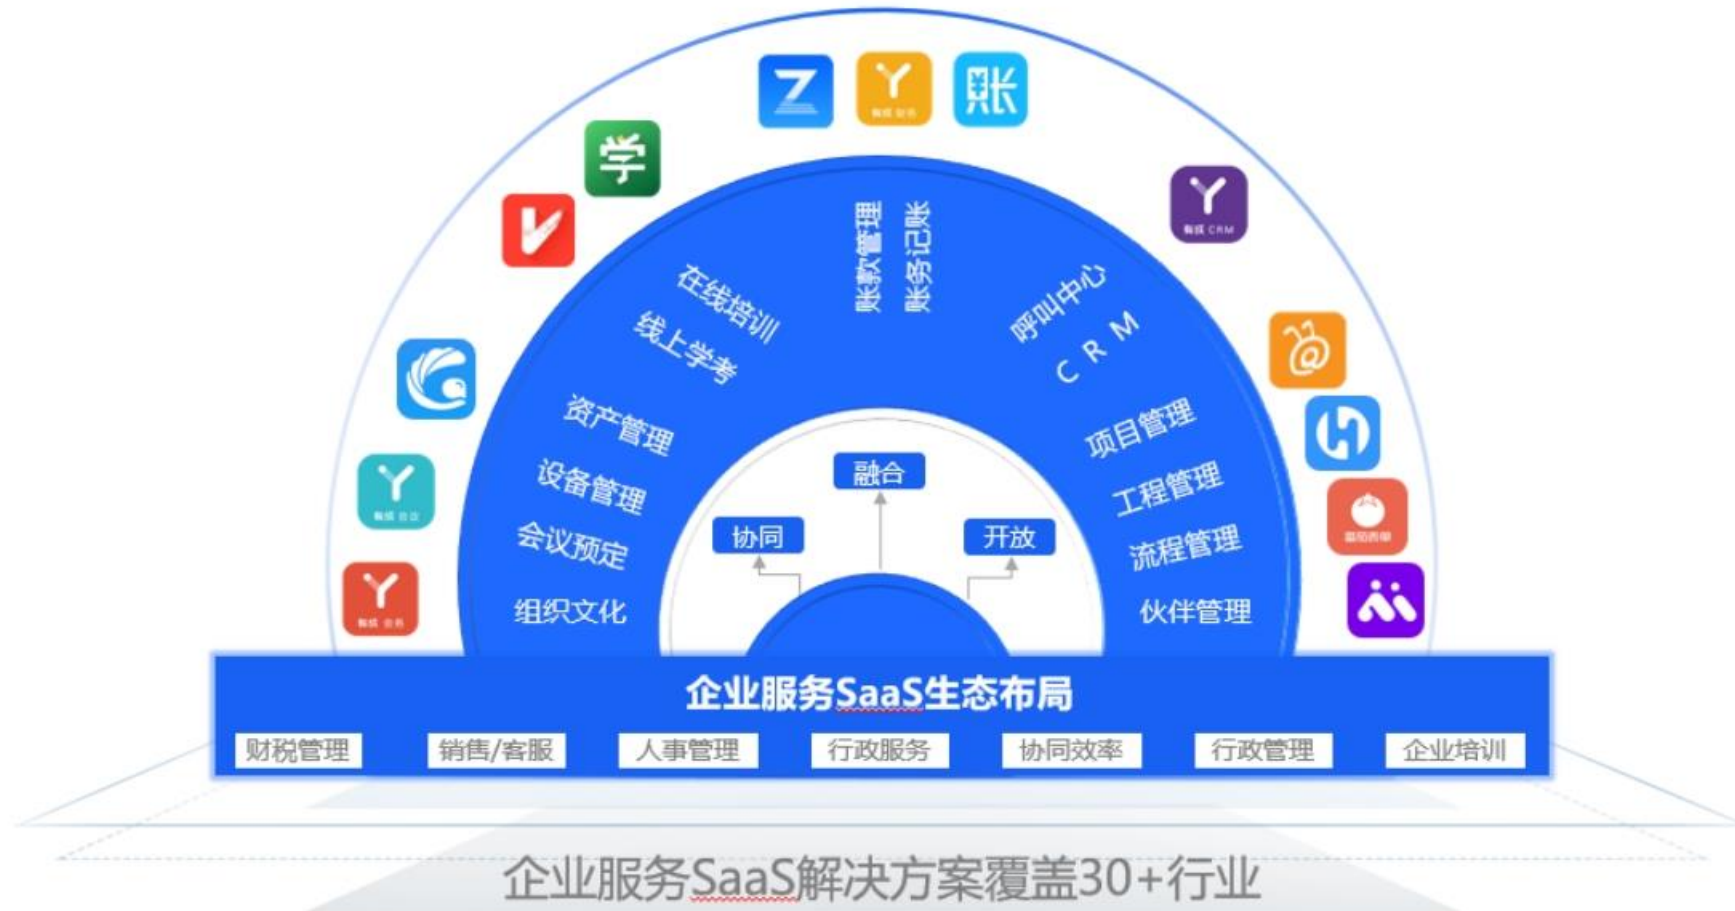 Z
Y
账
学
Y
CRM
账款管理
账务记账
在线培训
线上学考
呼叫中心
CRM
资产管理
设备管理
会议预定
组织文化
项目管理
工程管理
流程管理
伙伴管理
融合
协同
开放
Y
Y
番茄表单
企业服务SaaS生态布局
财税管理
销售/客服
人事管理
行政服务
协同效率
行政管理
企业培训
企业服务SaaS解决方案覆盖30+行业